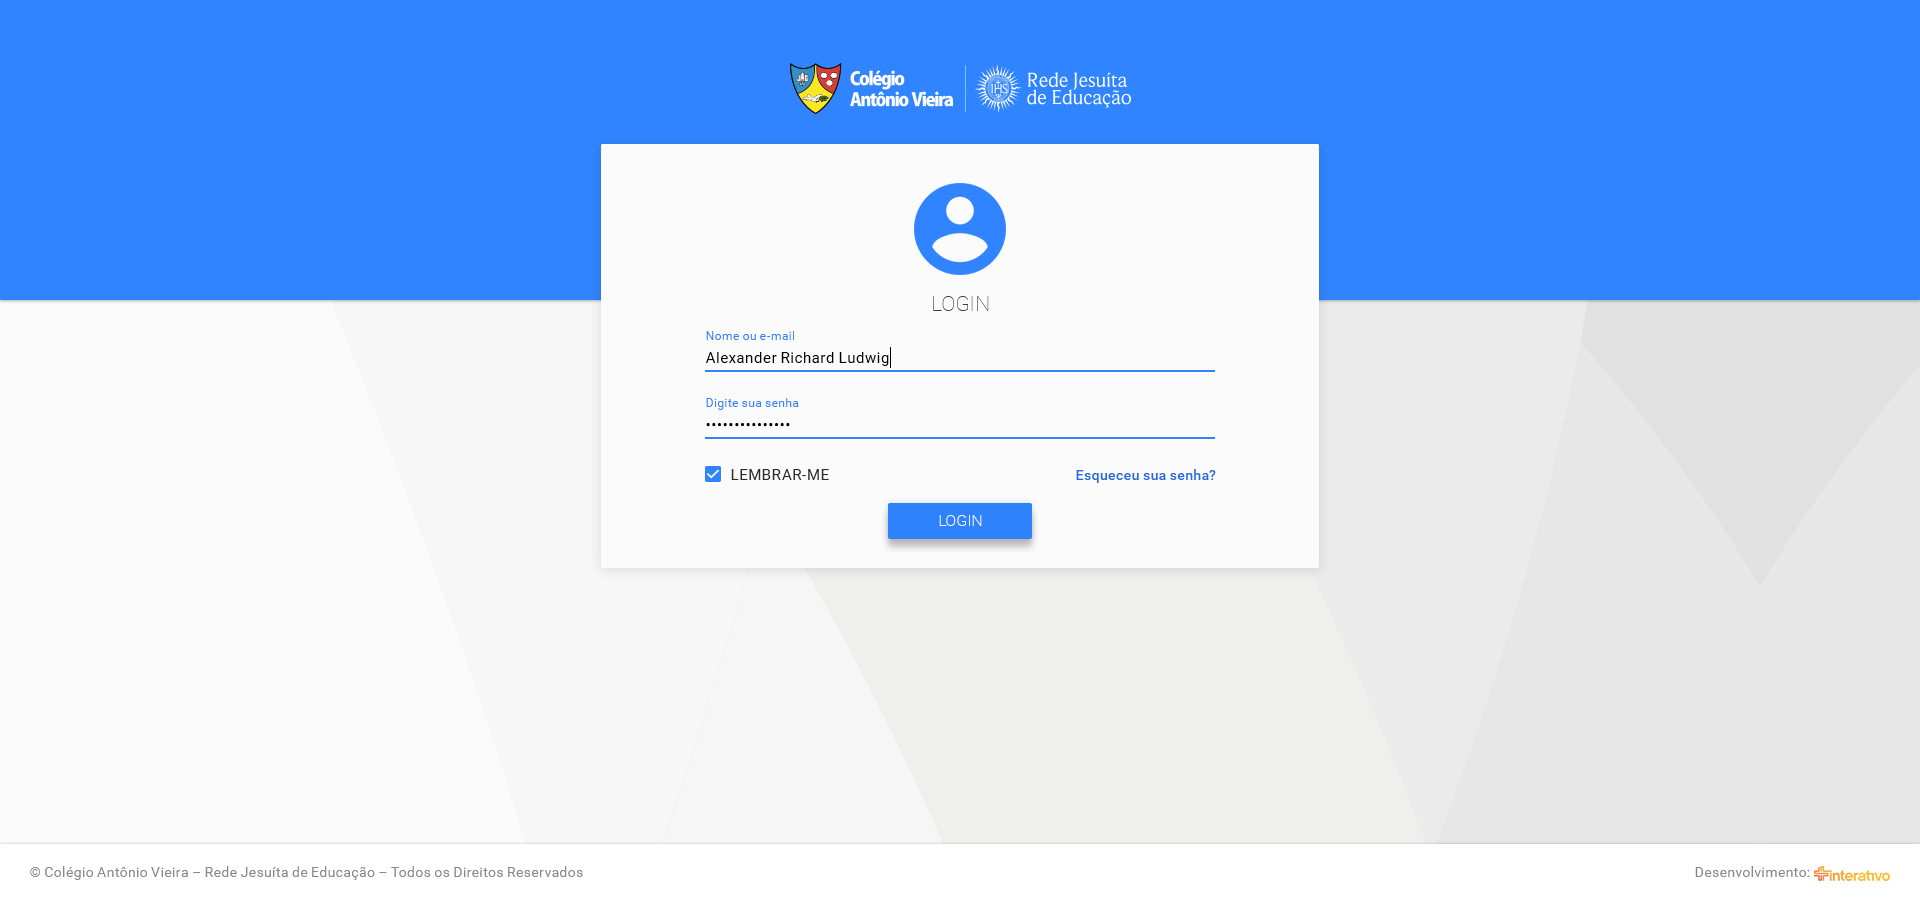 Colégio
Antônio Vieira
Rede Jesuíta
de Educação
LOGIN
Nome ou e-mail
Alexander Richard Ludwig
Digite sua senha
•••••••••••••••
LEMBRAR-ME
Esqueceu sua senha?
LOGIN
© Colégio Antônio Vieira – Rede Jesuíta de Educação – Todos os Direitos Reservados
Desenvolvimento: interativo